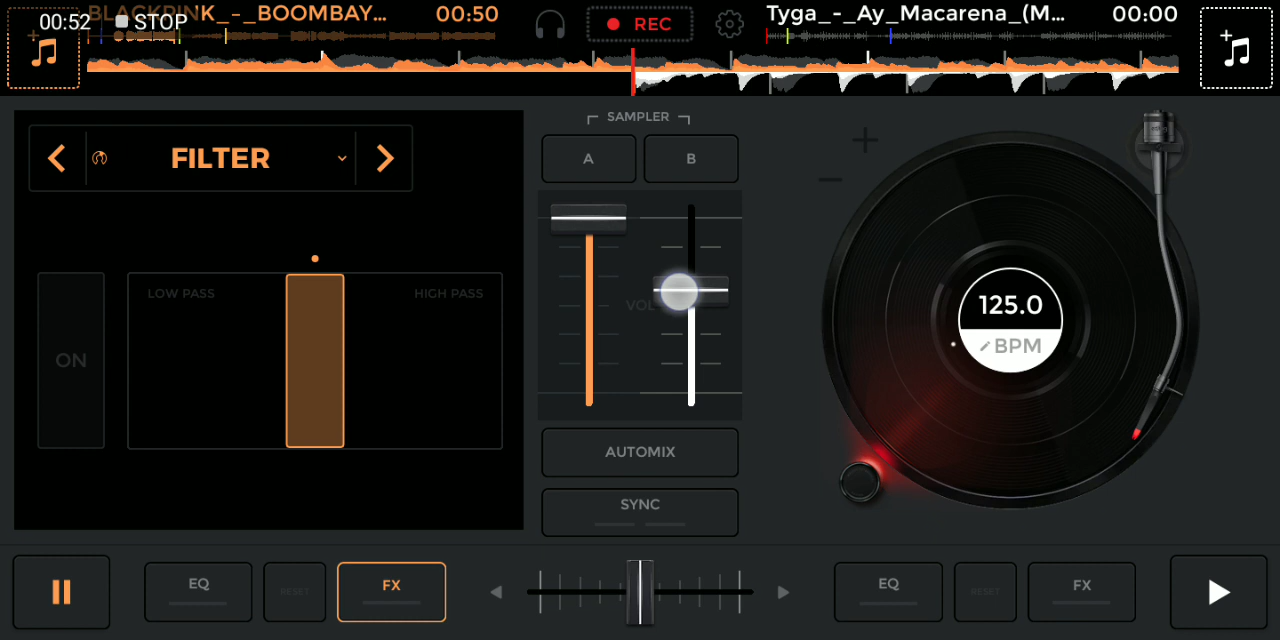 00:52 STOP
BLACKPINK_-_BOOMBAY... 00:50
REC
Tyga_-_Ay_Macarena_(M... 00:00
SAMPLER
A B
FILTER
LOW PASS HIGH PASS
ON
VOL
125.0
BPM
AUTOMIX
SYNC
EQ RESET FX
EQ RESET FX